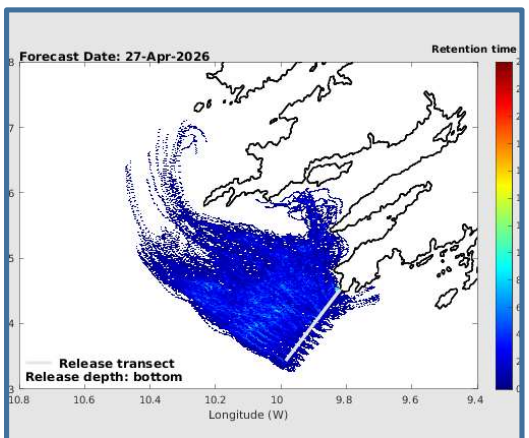 Retention time
Forecast Date: 27-Apr-2026
8
7
6
5
4
3
Release transect
Release depth: bottom
10.8 10.6 10.4 10.2 10 9.8 9.6 9.4
Longitude (W)